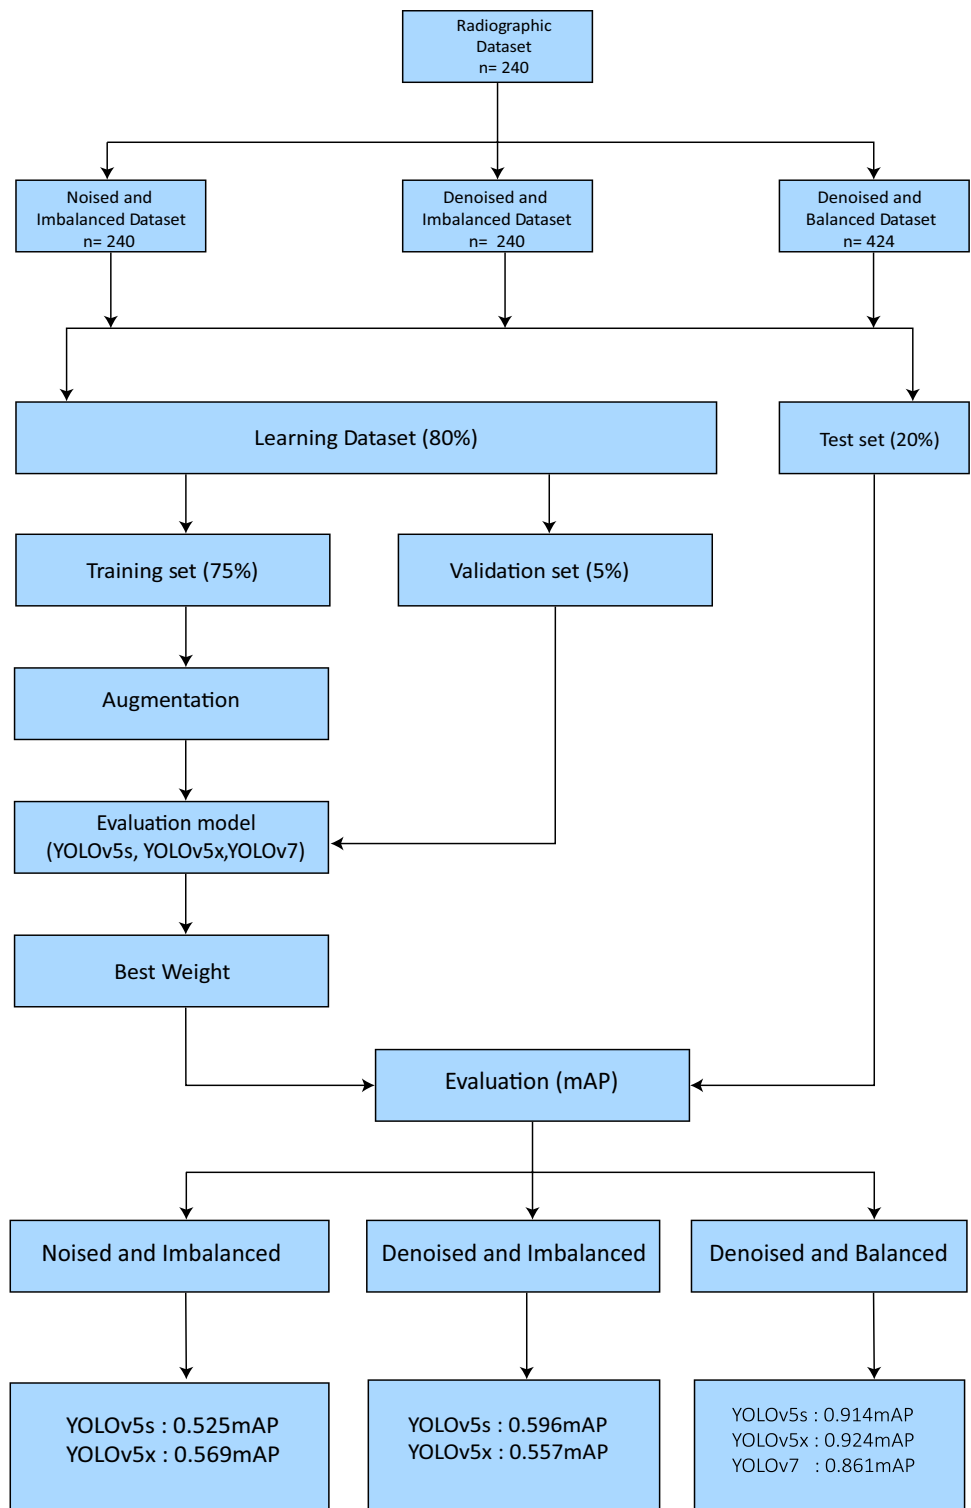 Radiographic
Dataset
n= 240
Noised and
Imbalanced Dataset
n= 240
Denoised and
Imbalanced Dataset
n= 240
Denoised and
Balanced Dataset
n= 424
Learning Dataset (80%)
Test set (20%)
Training set (75%)
Validation set (5%)
Augmentation
Evaluation model
(YOLOv5s, YOLOv5x,YOLOv7)
Best Weight
Evaluation (mAP)
Noised and Imbalanced
Denoised and Imbalanced
Denoised and Balanced
YOLOv5s : 0.525mAP
YOLOv5x : 0.569mAP
YOLOv5s : 0.596mAP
YOLOv5x : 0.557mAP
YOLOv5s : 0.914mAP
YOLOv5x : 0.924mAP
YOLOv7 : 0.861mAP